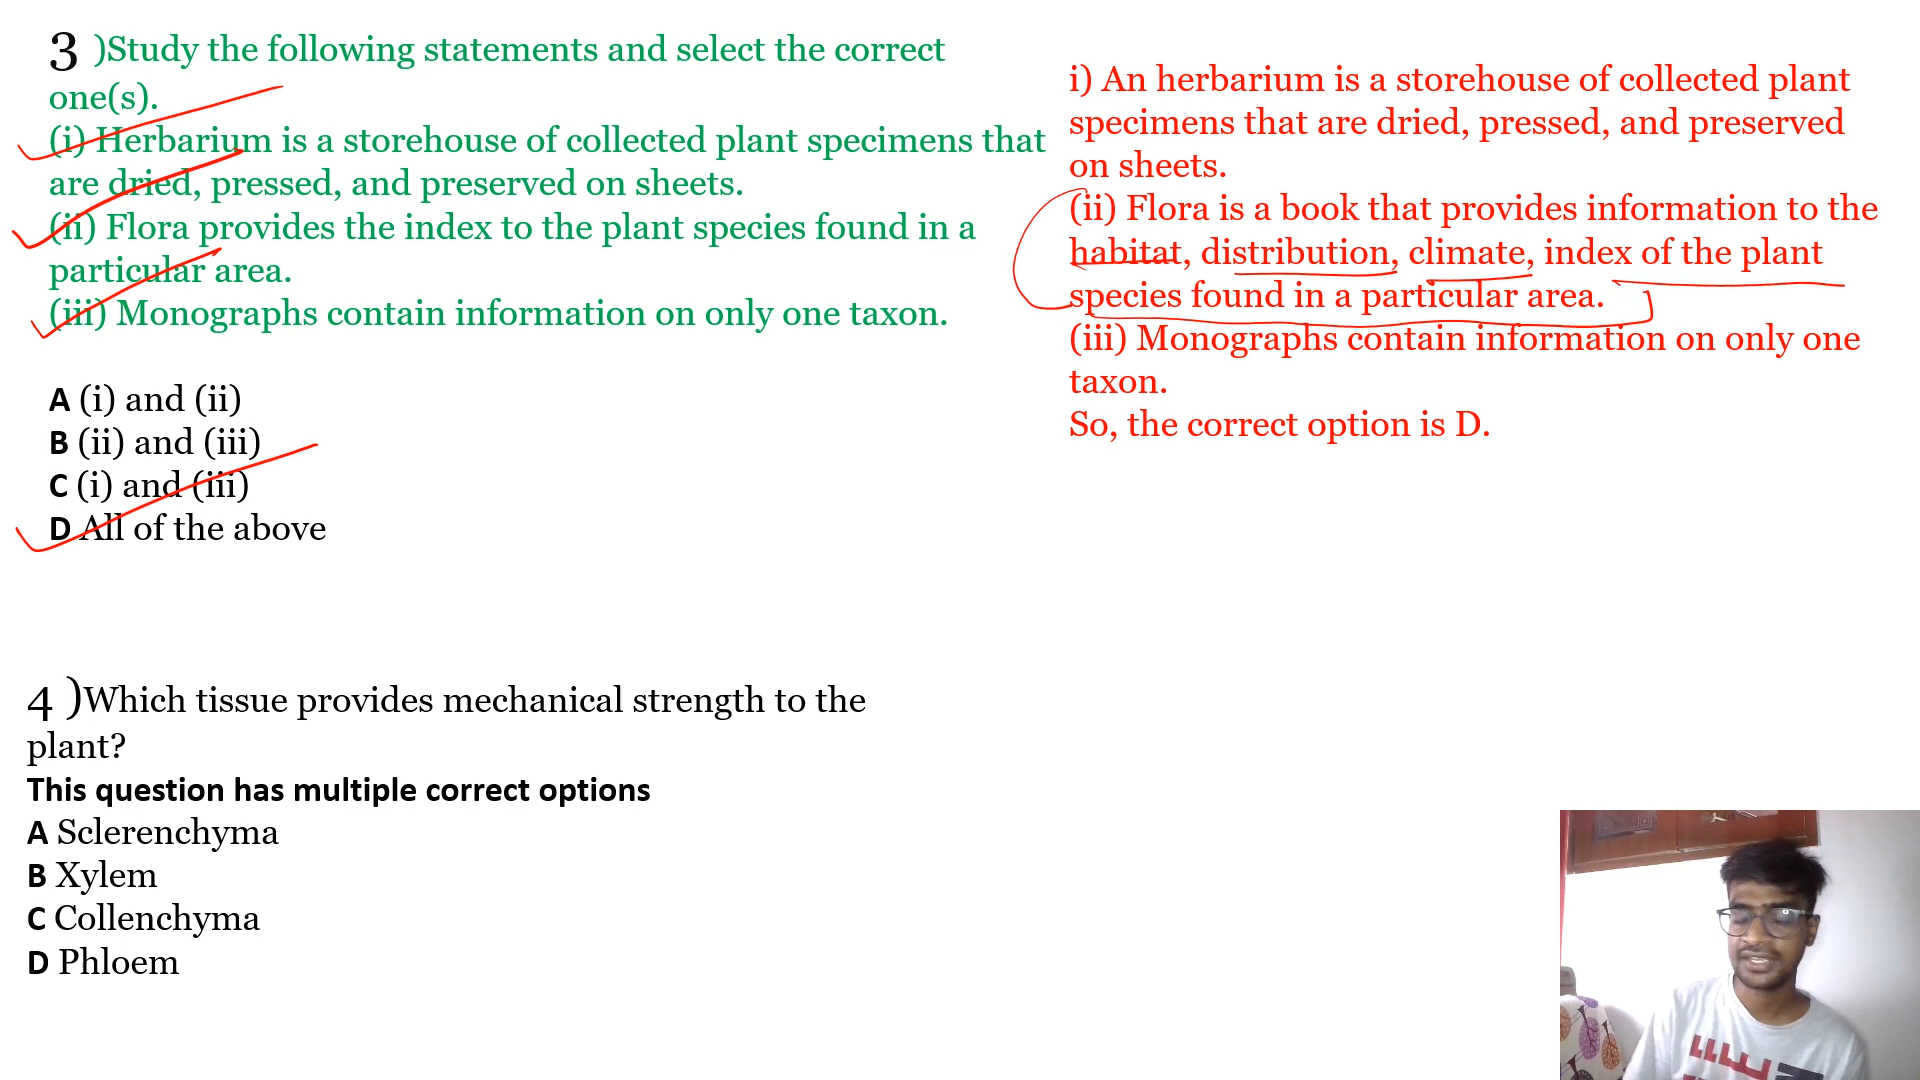 3 )Study the following statements and select the correct
one(s).
(i) Herbarium is a storehouse of collected plant specimens that
are dried, pressed, and preserved on sheets.
(ii) Flora provides the index to the plant species found in a
particular area.
(iii) Monographs contain information on only one taxon.
A (i) and (ii)
B (ii) and (iii)
C (i) and (iii)
D All of the above
i) An herbarium is a storehouse of collected plant
specimens that are dried, pressed, and preserved
on sheets.
(ii) Flora is a book that provides information to the
habitat, distribution, climate, index of the plant
species found in a particular area.
(iii) Monographs contain information on only one
taxon.
So, the correct option is D.
4 )Which tissue provides mechanical strength to the
plant?
This question has multiple correct options
A Sclerenchyma
B Xylem
C Collenchyma
D Phloem